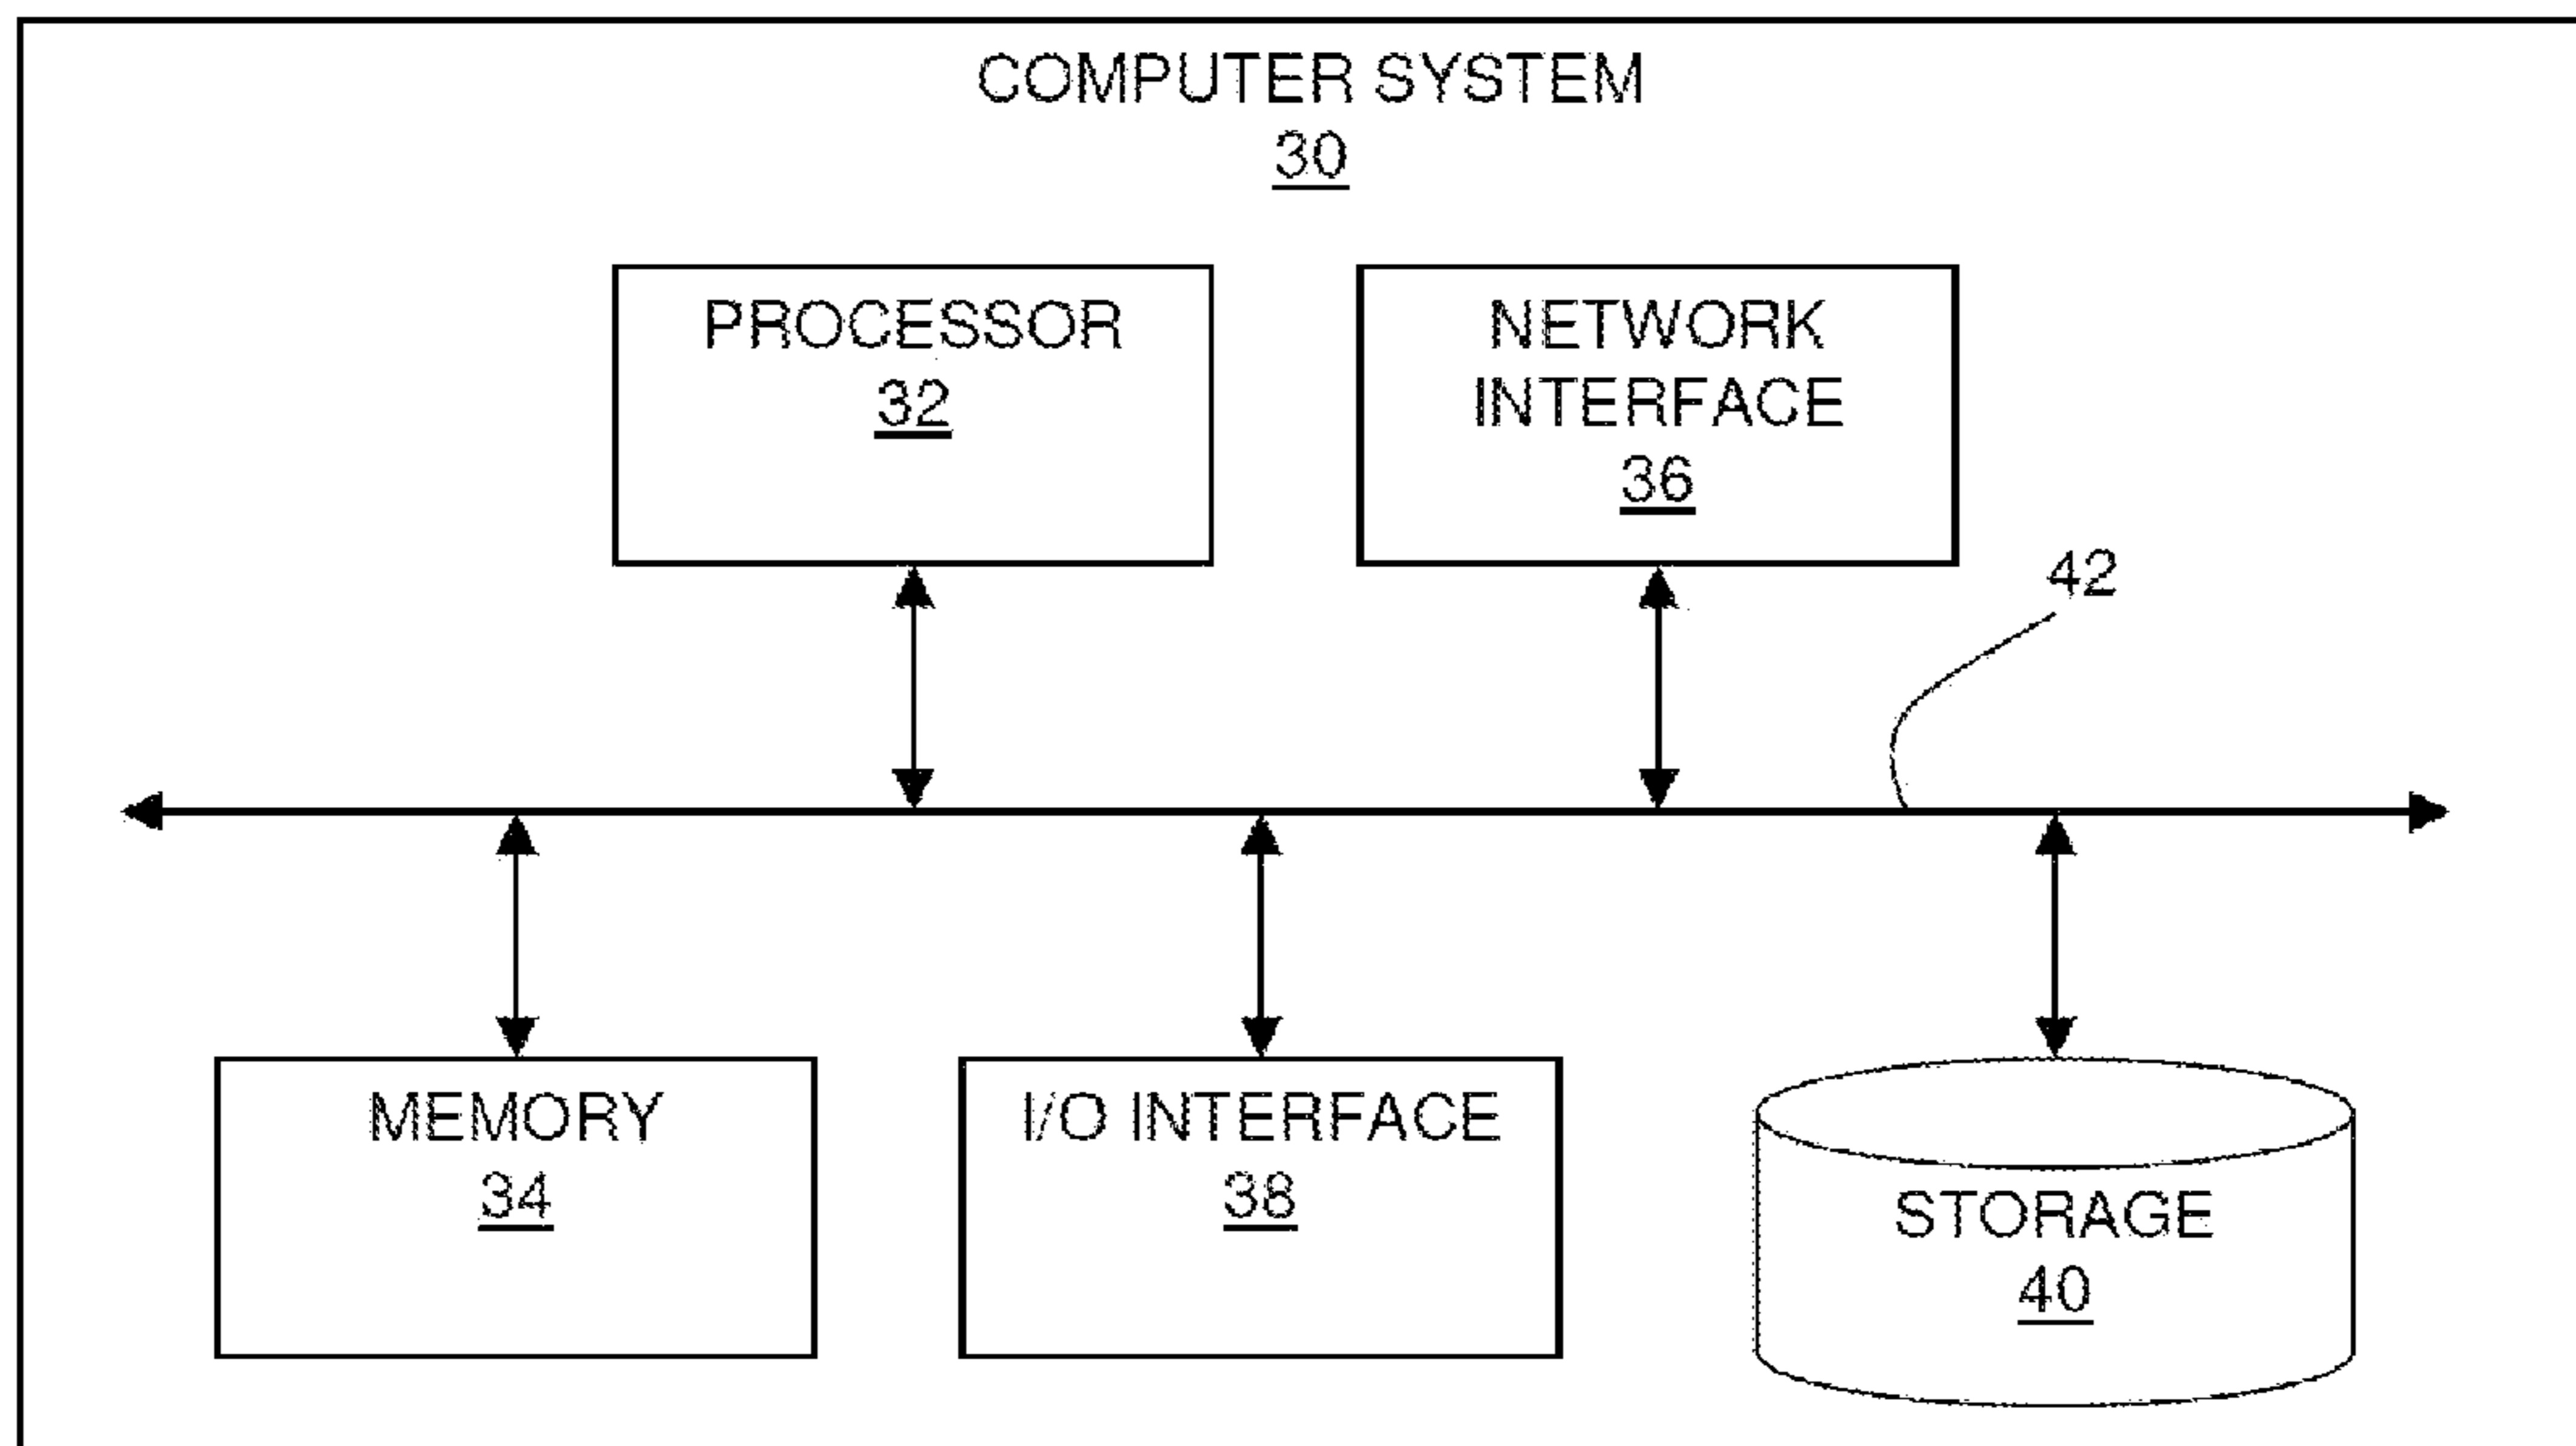 COMPUTER SYSTEM
30
PROCESSOR
32
NETWORK
INTERFACE
36
42
MEMORY
34
I/O INTERFACE
38
STORAGE
40